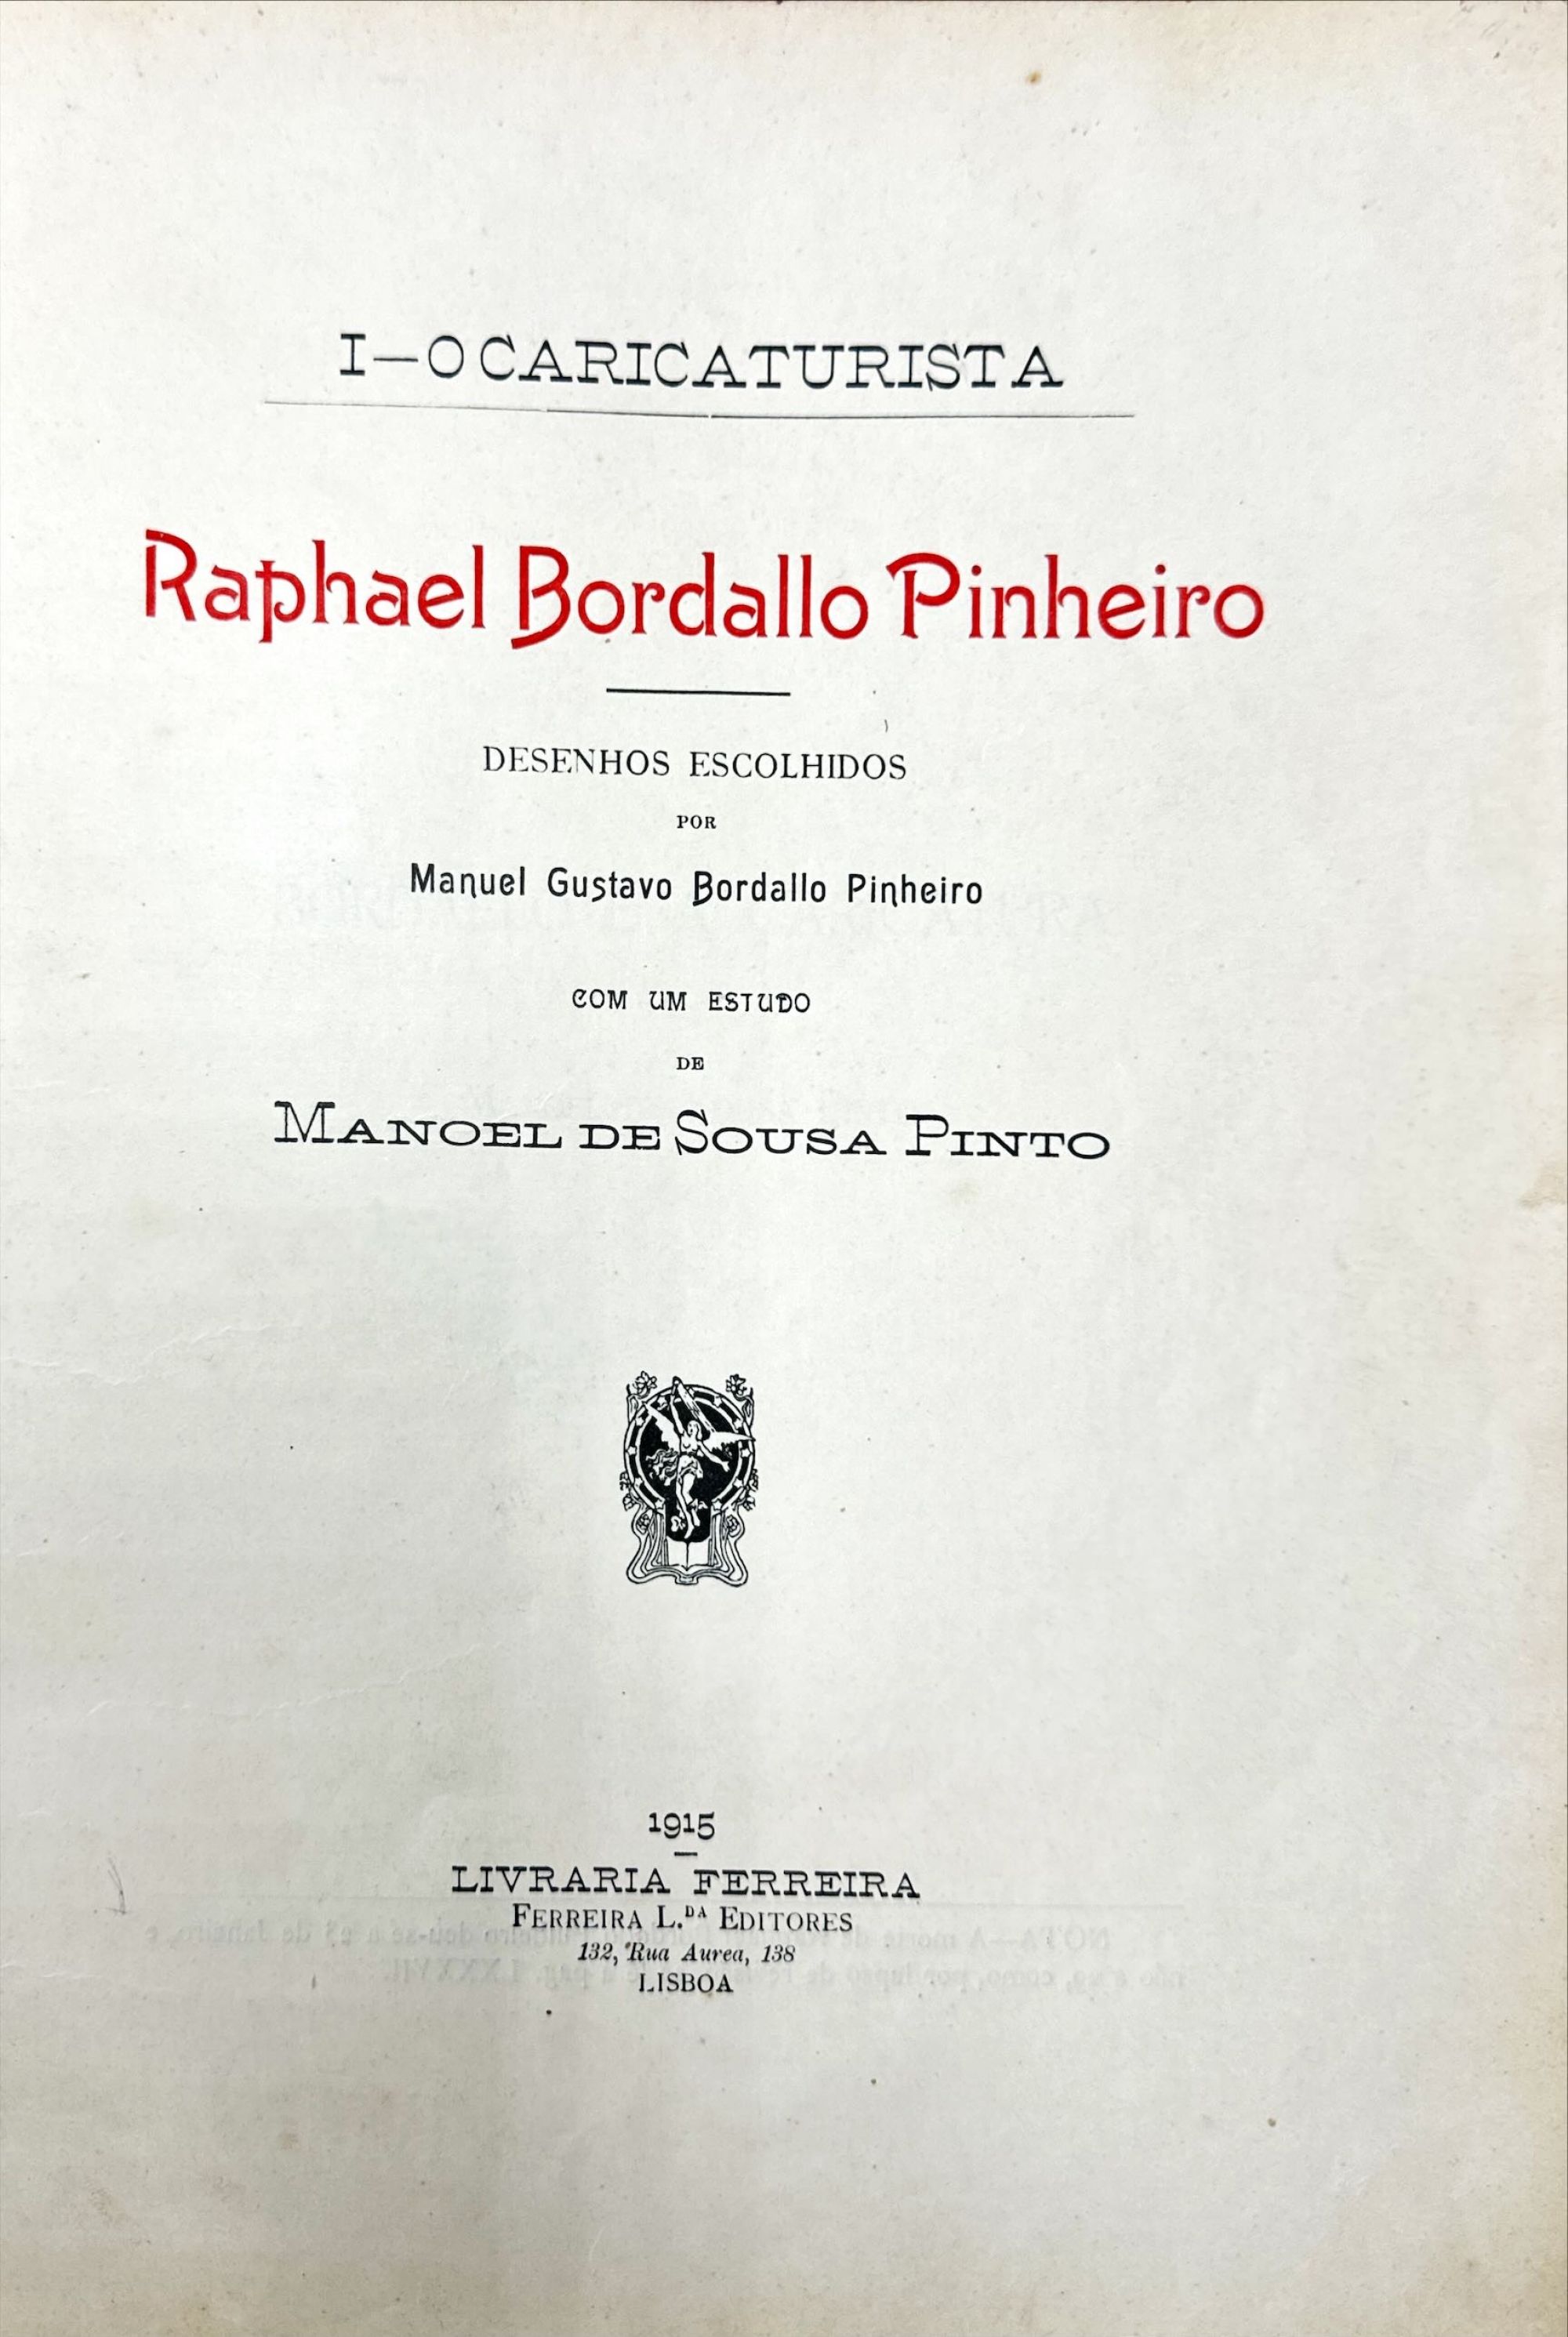 I—O CARICATURISTA
Raphael Bordallo Pinheiro
DESENHOS ESCOLHIDOS
POR
Manuel Gustavo Bordallo Pinheiro
COM UM ESTUDO
DE
MANOEL DE SOUSA PINTO
1915
LIVRARIA FERREIRA
FERREIRA L.DA EDITORES
132, Rua Aurea, 138
LISBOA